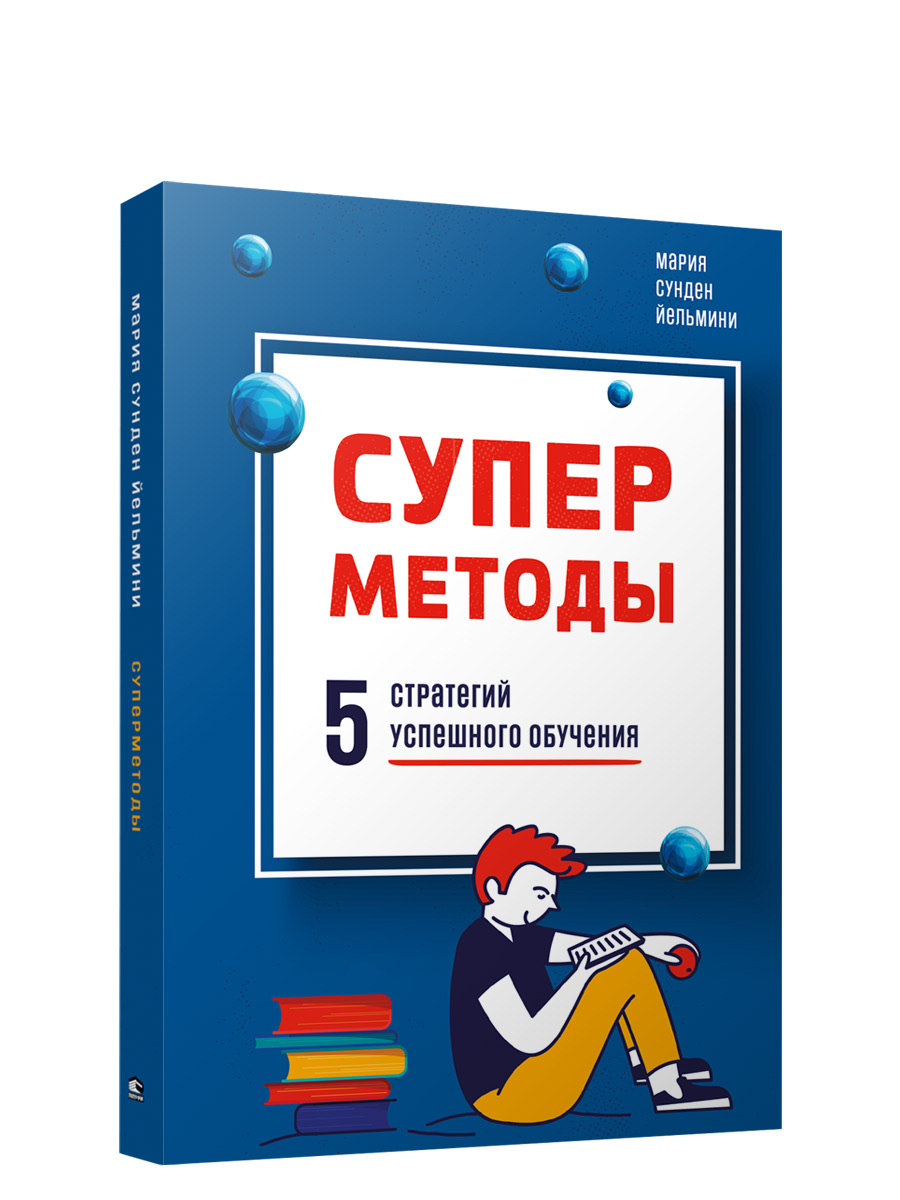 Мария
Сунден
Йельмини
СУПЕР
МЕТОДЫ
5 стратегий
успешного обучения
Мария Сунден Йельмини СУПЕРМЕТОДЫ